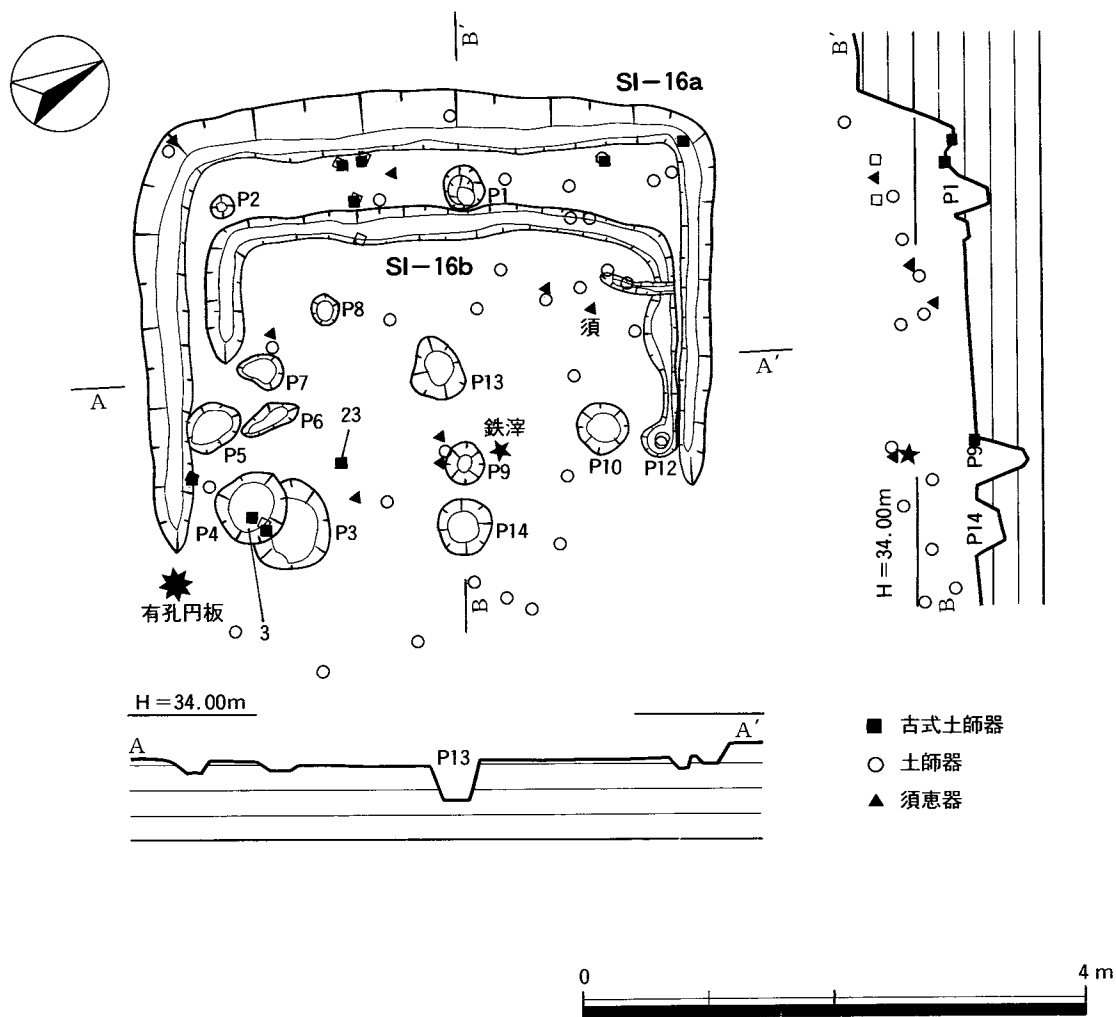 B′
SI−16a
P2
P1
SI−16b
P8
須
A
A′
P7
P13
P6
23
鉄滓
P5
P9
P10
P12
P4
P3
P14
有孔円板
3
B
H＝34.00m
A
P13
A′
B′
P1
P9
P14
H＝34.00m
B
■ 古式土師器
○ 土師器
▲ 須恵器
0
4 m